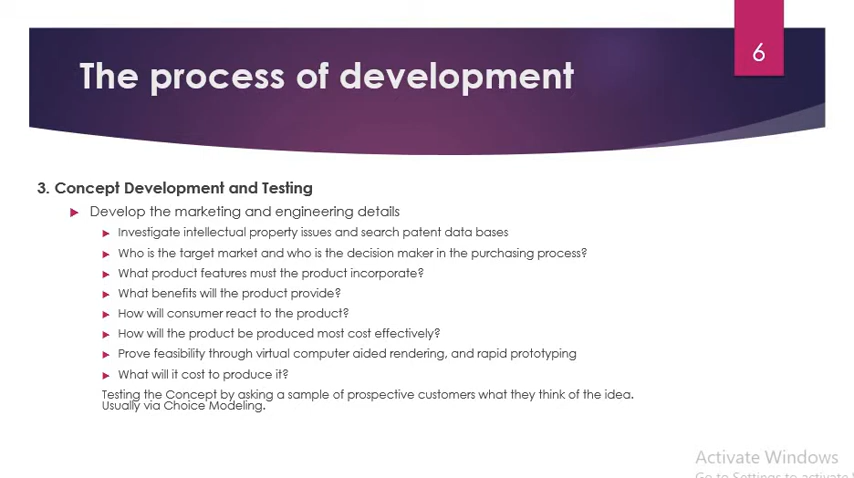 6
The process of development
3. Concept Development and Testing
Develop the marketing and engineering details
Investigate intellectual property issues and search patent data bases
Who is the target market and who is the decision maker in the purchasing process?
What product features must the product incorporate?
What benefits will the product provide?
How will consumer react to the product?
How will the product be produced most cost effectively?
Prove feasibility through virtual computer aided rendering, and rapid prototyping
What will it cost to produce it?
Testing the Concept by asking a sample of prospective customers what they think of the idea.
Usually via Choice Modeling.
Activate Windows
Go to Settings to activate